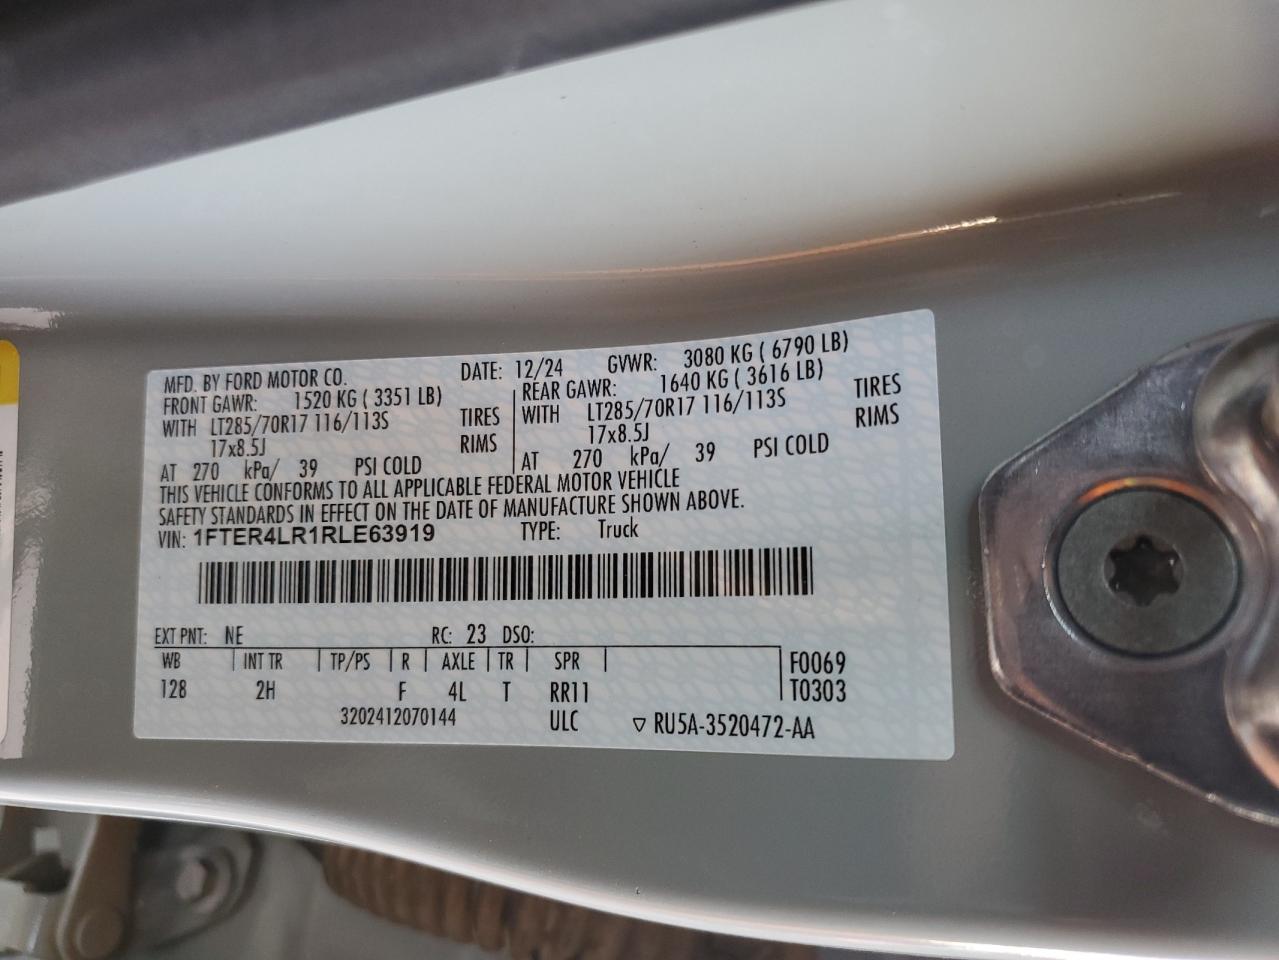 MFD. BY FORD MOTOR CO. DATE: 12/24 GVWR: 3080 KG ( 6790 LB)
FRONT GAWR: 1520 KG ( 3351 LB) REAR GAWR: 1640 KG ( 3616 LB)
WITH LT285/70R17 116/113S TIRES WITH LT285/70R17 116/113S TIRES
17x8.5J RIMS 17x8.5J RIMS
AT 270 kPa/ 39 PSI COLD AT 270 kPa/ 39 PSI COLD
THIS VEHICLE CONFORMS TO ALL APPLICABLE FEDERAL MOTOR VEHICLE
SAFETY STANDARDS IN EFFECT ON THE DATE OF MANUFACTURE SHOWN ABOVE.
VIN: 1FTER4LR1RLE63919 TYPE: Truck
EXT PNT: NE RC: 23 DSO:
WB INT TR TP/PS R AXLE TR SPR F0069
128 2H F 4L T RR11 T0303
3202412070144 ULC ▽ RU5A-3520472-AA